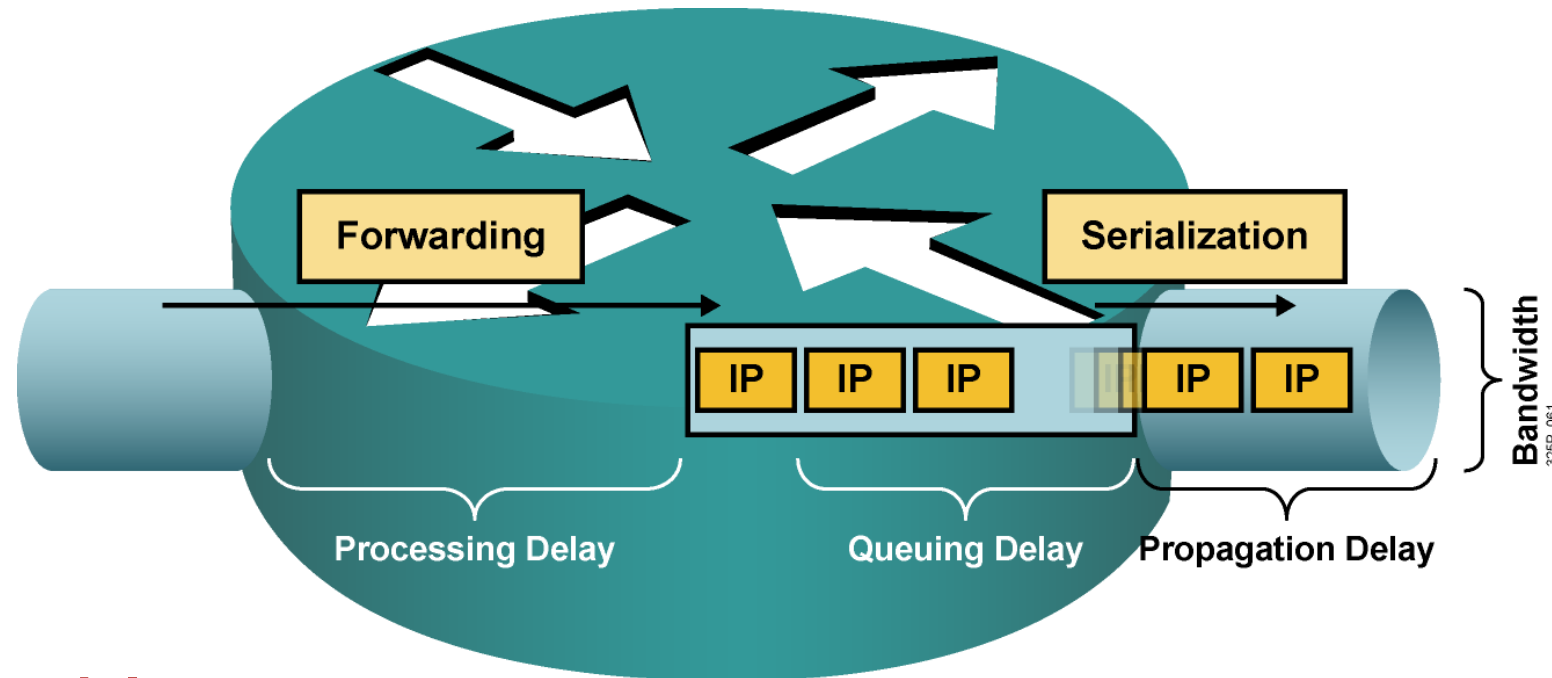 Forwarding
Serialization
IP
IP
IP
IP
IP
Bandwidth
Processing Delay
Queuing Delay
Propagation Delay